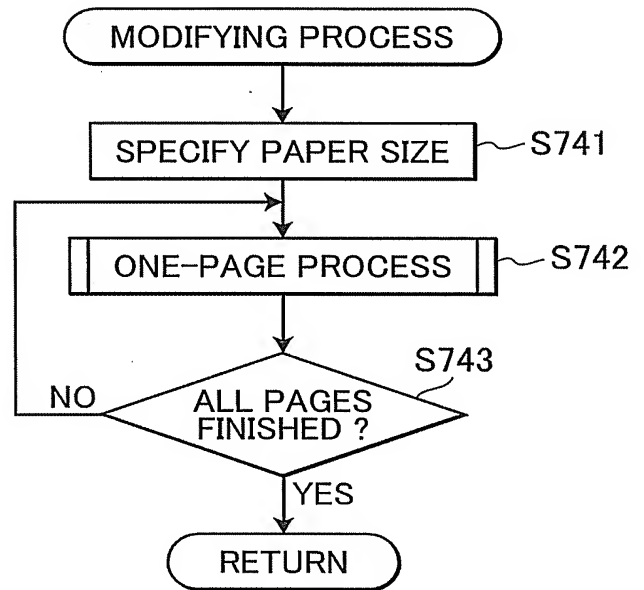 MODIFYING PROCESS
SPECIFY PAPER SIZE
S741
ONE-PAGE PROCESS
S742
S743
NO
ALL PAGES
FINISHED ?
YES
RETURN